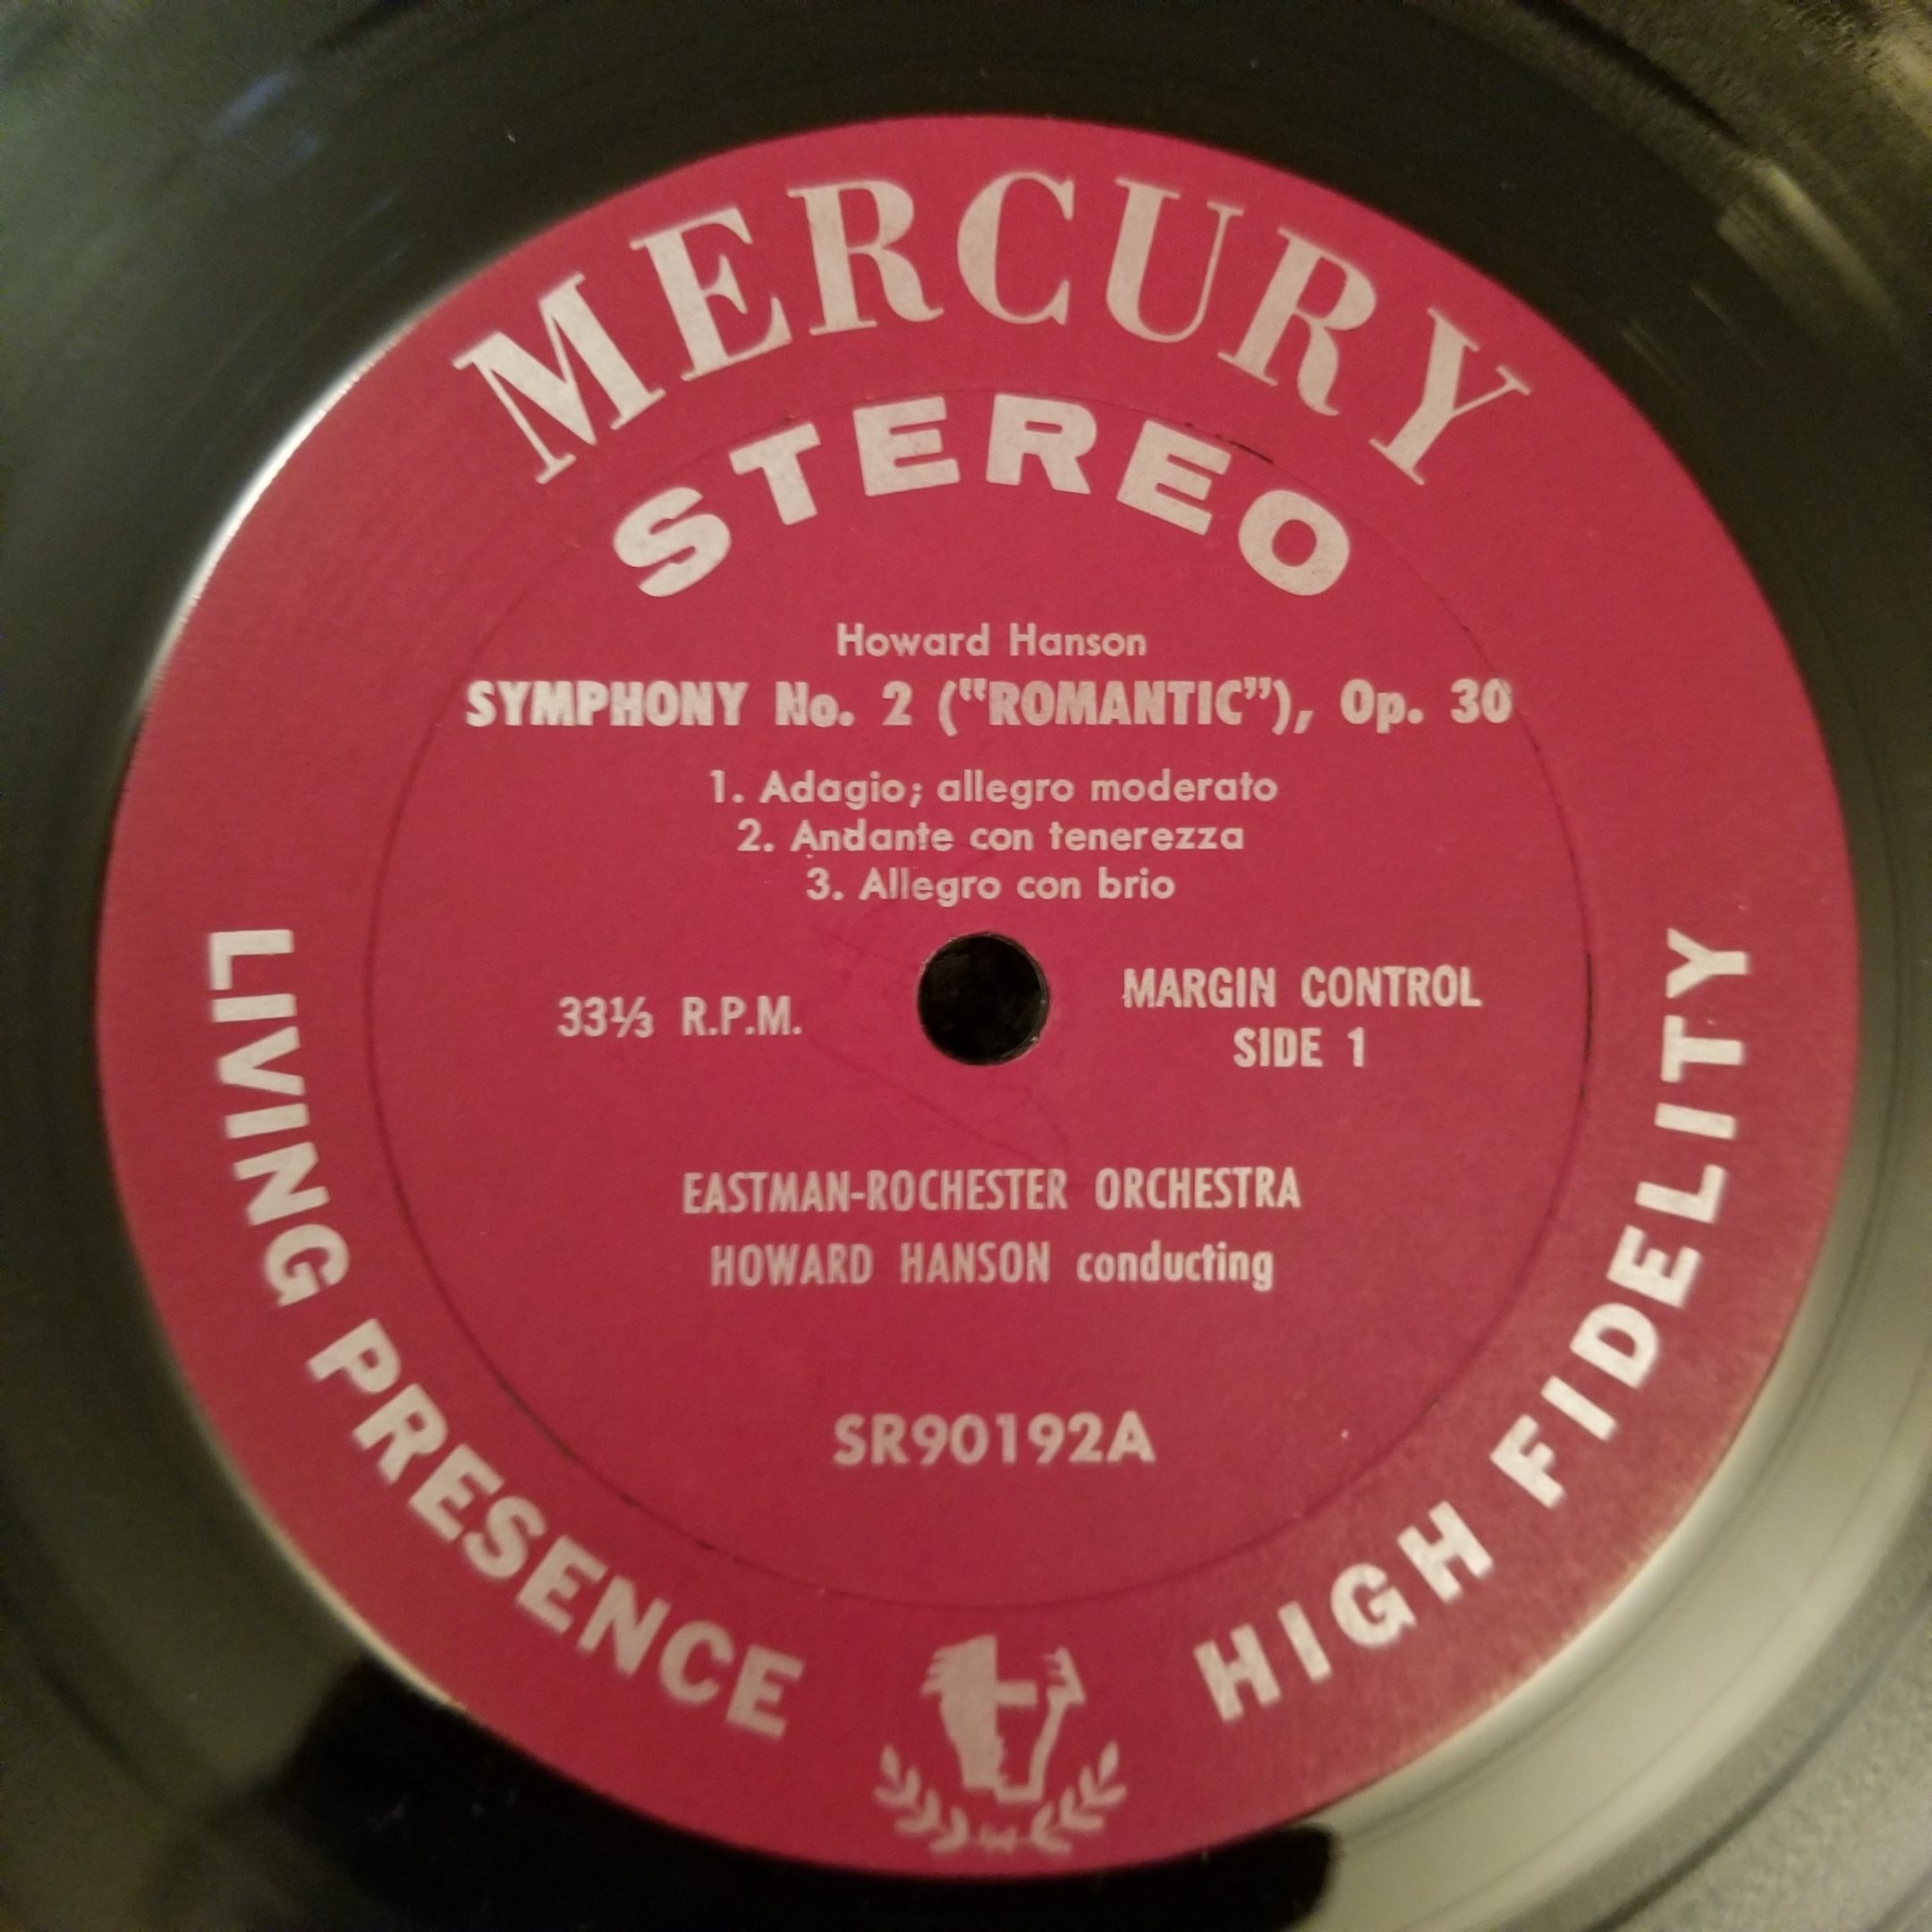 MERCURY
STEREO
Howard Hanson
SYMPHONY No. 2 ("ROMANTIC"), Op. 30
1. Adagio; allegro moderato
2. Andante con tenerezza
3. Allegro con brio
33⅓ R.P.M.
MARGIN CONTROL
SIDE 1
EASTMAN-ROCHESTER ORCHESTRA
HOWARD HANSON conducting
SR90192A
LIVING PRESENCE
HIGH FIDELITY